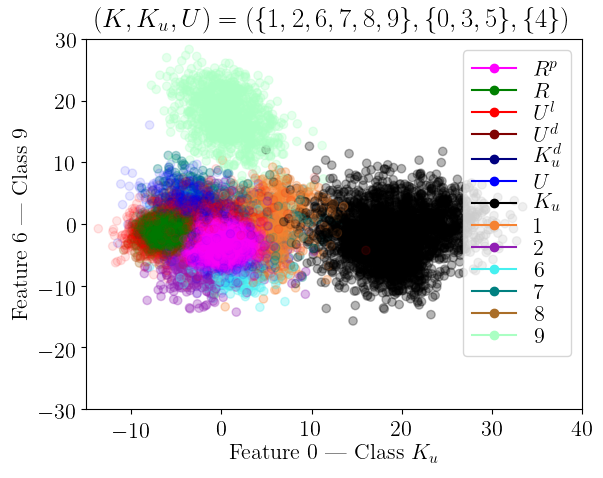 (K, K_u, U) = ({1, 2, 6, 7, 8, 9}, {0, 3, 5}, {4})
30
20
10
0
−10
−20
−30
Feature 6 — Class 9
R^p
R
U^l
U^d
K_u^d
U
K_u
1
2
6
7
8
9
−10
0
10
20
30
40
Feature 0 — Class K_u